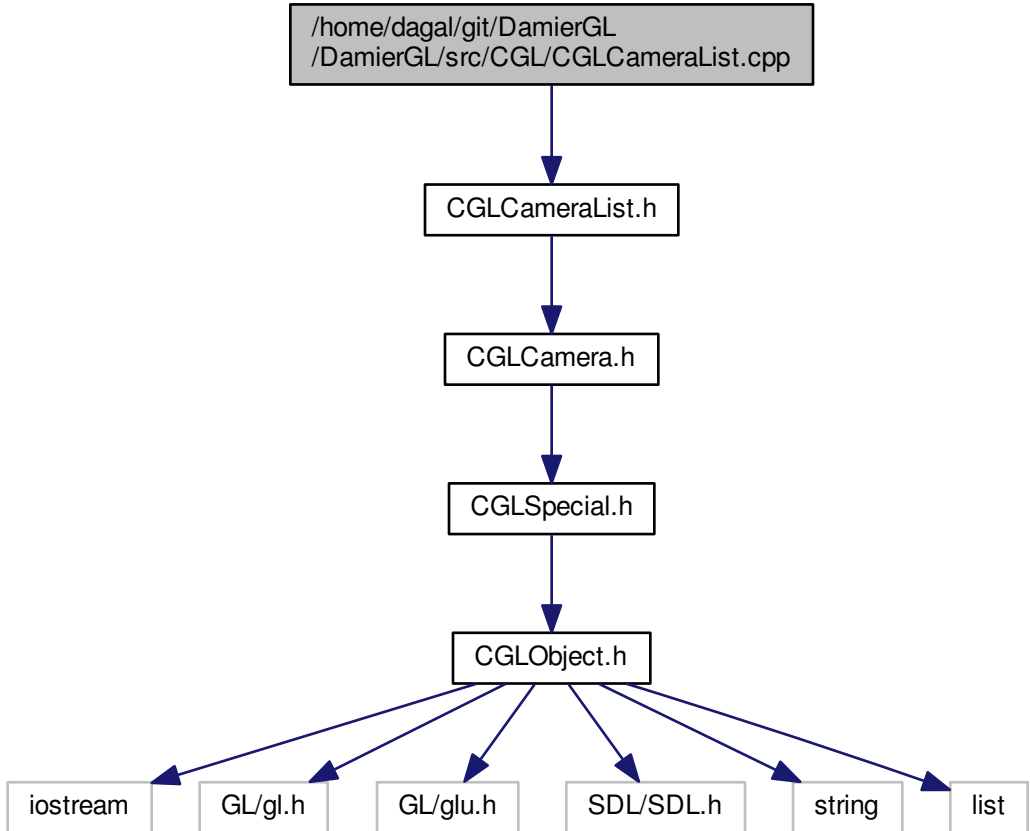 /home/dagal/git/DamierGL
/DamierGL/src/CGL/CGLCameraList.cpp
CGLCameraList.h
CGLCamera.h
CGLSpecial.h
CGLObject.h
iostream
GL/gl.h
GL/glu.h
SDL/SDL.h
string
list